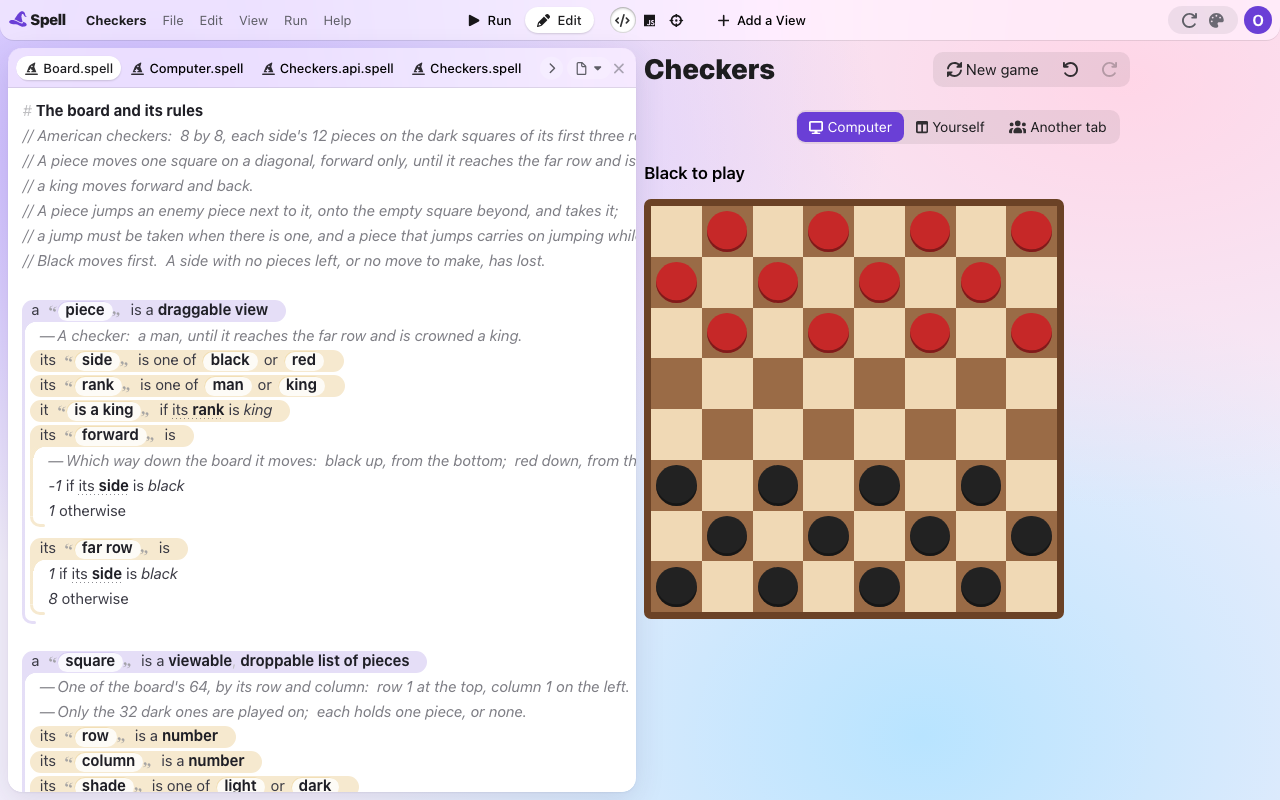 Spell Checkers File Edit View Run Help Run Edit </> JS Add a View O
Board.spell Computer.spell Checkers.api.spell Checkers.spell
Checkers New game
Computer Yourself Another tab
Black to play
# The board and its rules
// American checkers: 8 by 8, each side's 12 pieces on the dark squares of its first three
// A piece moves one square on a diagonal, forward only, until it reaches the far row and is
// a king moves forward and back.
// A piece jumps an enemy piece next to it, onto the empty square beyond, and takes it;
// a jump must be taken when there is one, and a piece that jumps carries on jumping
// Black moves first. A side with no pieces left, or no move to make, has lost.
a “ piece „ is a draggable view
— A checker: a man, until it reaches the far row and is crowned a king.
its “ side „ is one of black or red
its “ rank „ is one of man or king
it “ is a king „ if its rank is king
its “ forward „ is
— Which way down the board it moves: black up, from the bottom; red down, from
-1 if its side is black
1 otherwise
its “ far row „ is
1 if its side is black
8 otherwise
a “ square „ is a viewable, droppable list of pieces
— One of the board's 64, by its row and column: row 1 at the top, column 1 on the left.
— Only the 32 dark ones are played on; each holds one piece, or none.
its “ row „ is a number
its “ column „ is a number
its “ shade „ is one of light or dark